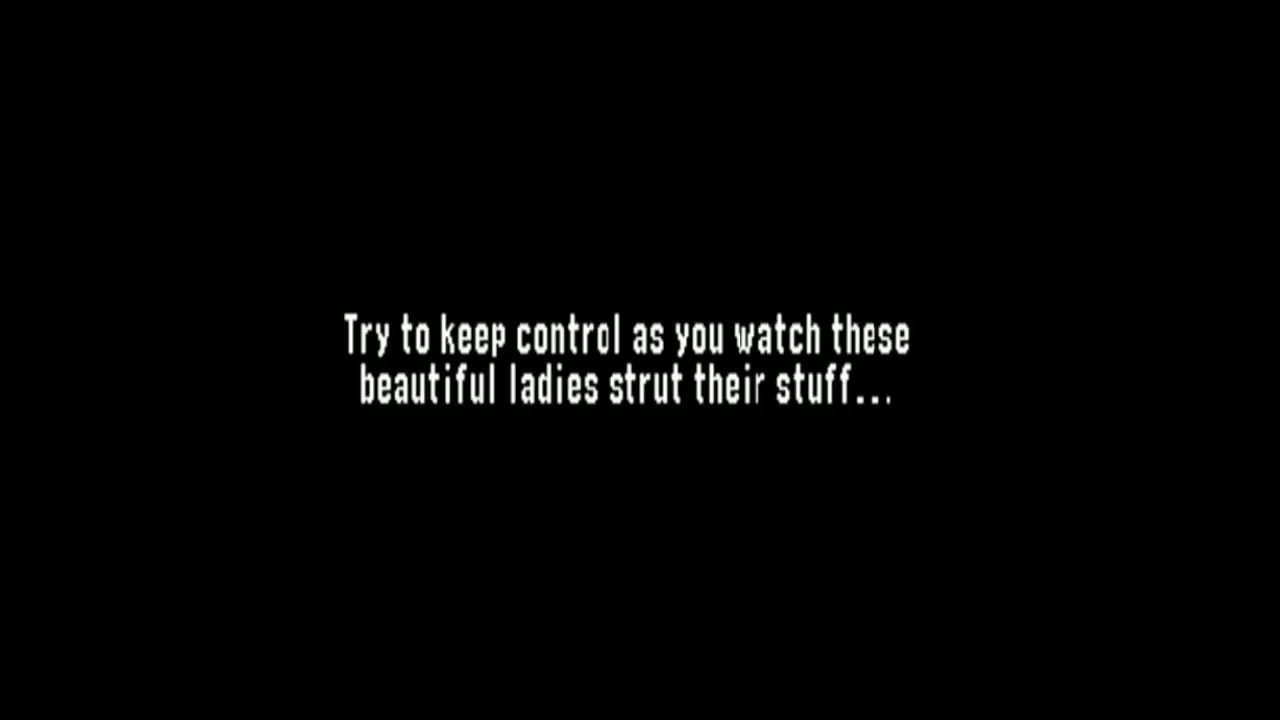 Try to keep control as you watch these
beautiful ladies strut their stuff...